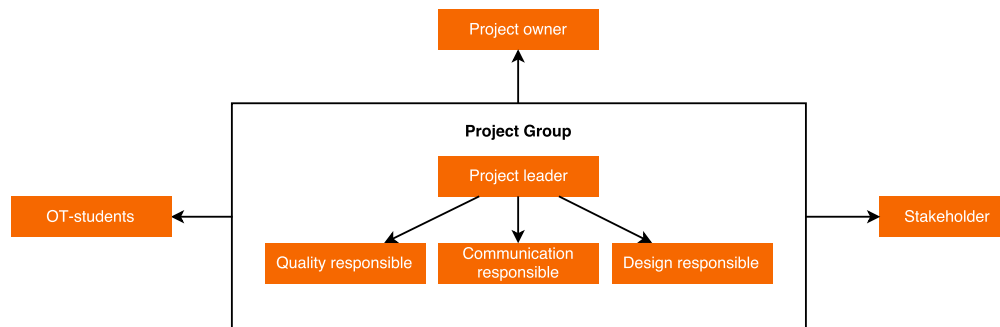 Project owner
Project Group
Project leader
OT-students
Stakeholder
Quality responsible
Communication
responsible
Design responsible